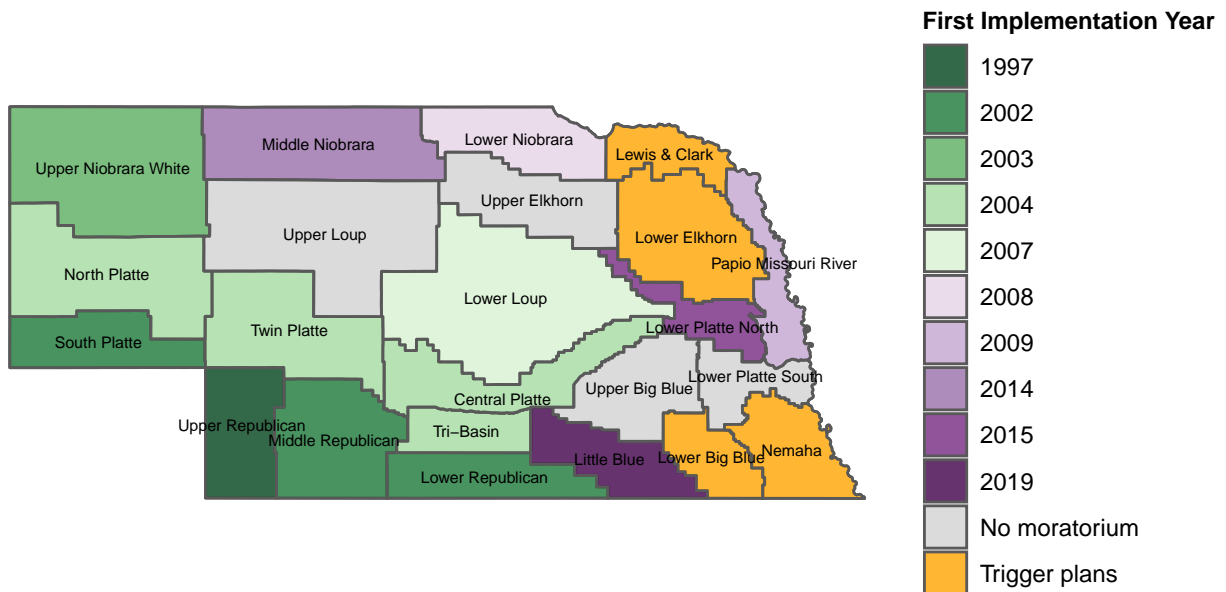 First Implementation Year
1997
2002
2003
2004
2007
2008
2009
2014
2015
2019
No moratorium
Trigger plans
Lower Niobrara
Middle Niobrara
Lewis & Clark
Upper Niobrara White
Upper Elkhorn
Upper Loup
Lower Elkhorn
Papio Missouri River
North Platte
Lower Loup
Lower Platte North
Twin Platte
South Platte
Lower Platte South
Upper Big Blue
Central Platte
Upper Republican
Tri−Basin
Middle Republican
Nemaha
Little Blue
Lower Big Blue
Lower Republican